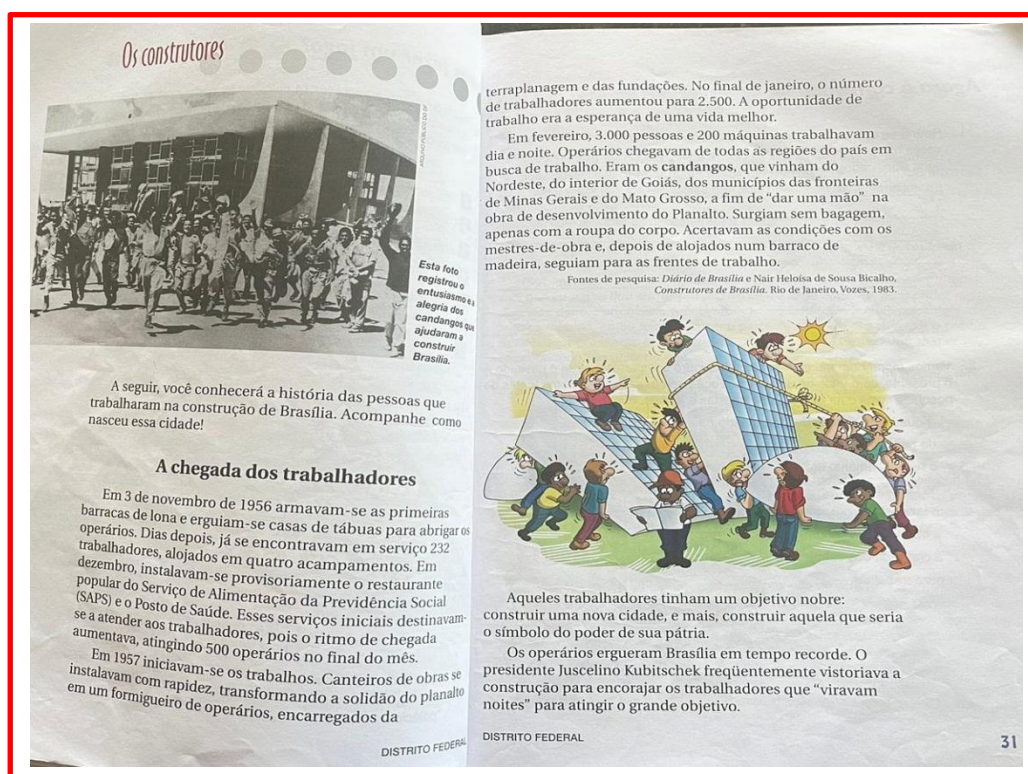 Os construtores
ARQUIVO PÚBLICO DO DF
Esta foto
registrou o
entusiasmo e a
alegria dos
candangos que
ajudaram a
construir
Brasília.
A seguir, você conhecerá a história das pessoas que
trabalharam na construção de Brasília. Acompanhe como
nasceu essa cidade!
A chegada dos trabalhadores
Em 3 de novembro de 1956 armavam-se as primeiras
barracas de lona e erguiam-se casas de tábuas para abrigar os
operários. Dias depois, já se encontravam em serviço 232
trabalhadores, alojados em quatro acampamentos. Em
dezembro, instalavam-se provisoriamente o restaurante
popular do Serviço de Alimentação da Previdência Social
(SAPS) e o Posto de Saúde. Esses serviços iniciais destinavam-
se a atender aos trabalhadores, pois o ritmo de chegada
aumentava, atingindo 500 operários no final do mês.
Em 1957 iniciavam-se os trabalhos. Canteiros de obras se
instalavam com rapidez, transformando a solidão do planalto
em um formigueiro de operários, encarregados da
DISTRITO FEDERAL
terraplanagem e das fundações. No final de janeiro, o número
de trabalhadores aumentou para 2.500. A oportunidade de
trabalho era a esperança de uma vida melhor.
Em fevereiro, 3.000 pessoas e 200 máquinas trabalhavam
dia e noite. Operários chegavam de todas as regiões do país em
busca de trabalho. Eram os candangos, que vinham do
Nordeste, do interior de Goiás, dos municípios das fronteiras
de Minas Gerais e do Mato Grosso, a fim de “dar uma mão” na
obra de desenvolvimento do Planalto. Surgiam sem bagagem,
apenas com a roupa do corpo. Acertavam as condições com os
mestres-de-obra e, depois de alojados num barraco de
madeira, seguiam para as frentes de trabalho.
Fontes de pesquisa: Diário de Brasília e Nair Heloísa de Sousa Bicalho,
Construtores de Brasília. Rio de Janeiro, Vozes, 1983.
Aqueles trabalhadores tinham um objetivo nobre:
construir uma nova cidade, e mais, construir aquela que seria
o símbolo do poder de sua pátria.
Os operários ergueram Brasília em tempo recorde. O
presidente Juscelino Kubitschek freqüentemente vistoriava a
construção para encorajar os trabalhadores que “viravam
noites” para atingir o grande objetivo.
DISTRITO FEDERAL
31